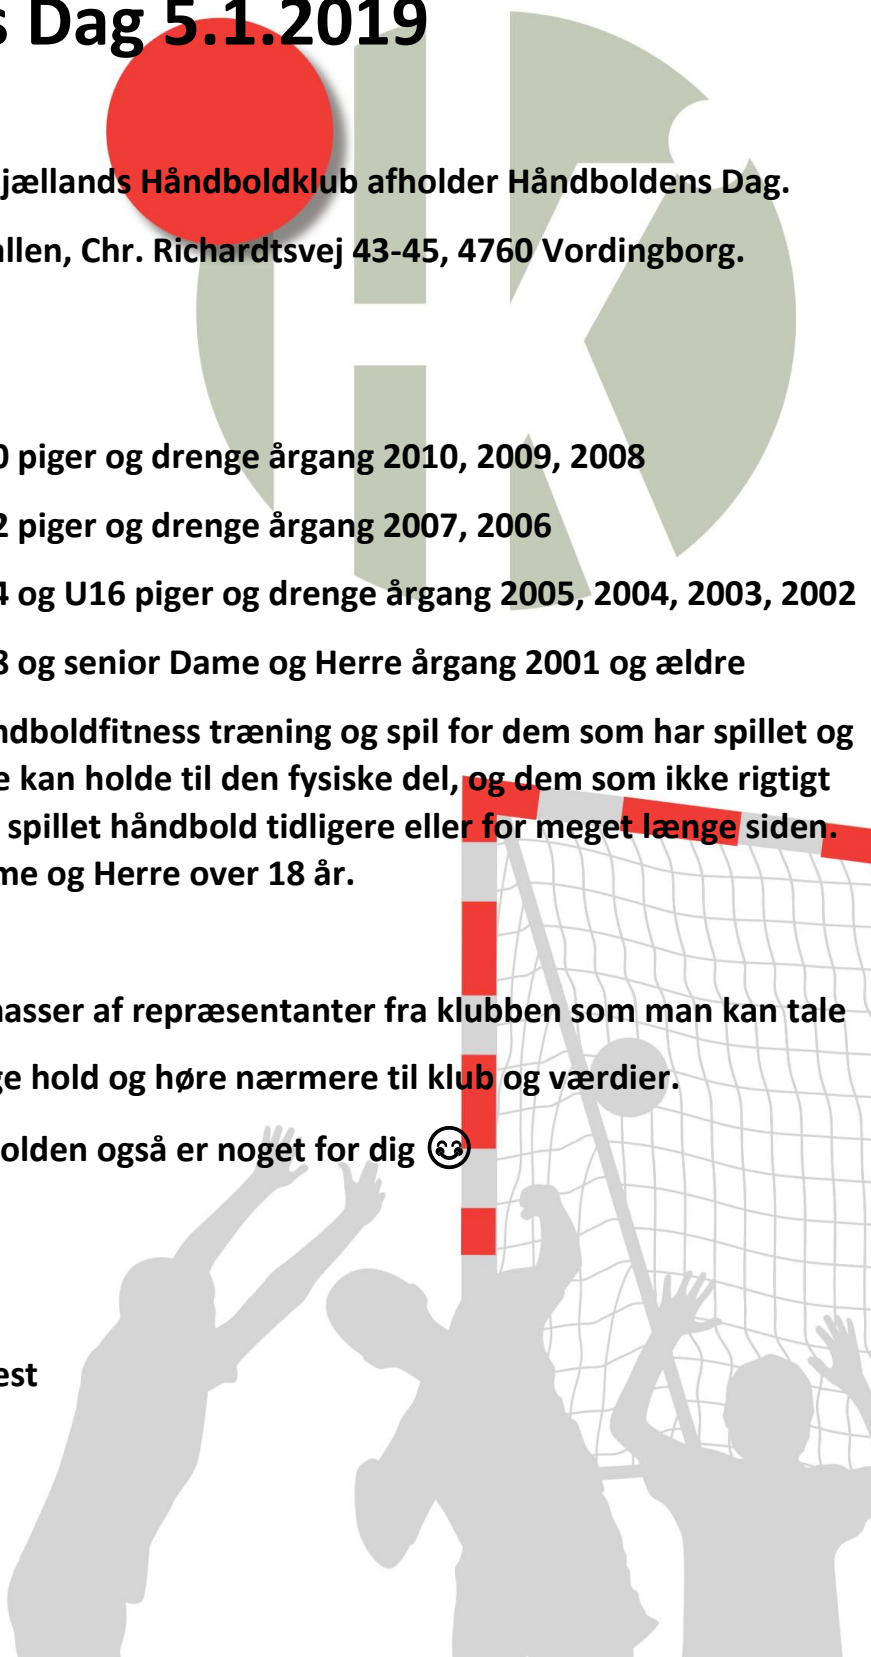 s Dag 5.1.2019
jællands Håndboldklub afholder Håndboldens Dag.
allen, Chr. Richardtsvej 43-45, 4760 Vordingborg.
0 piger og drenge årgang 2010, 2009, 2008
2 piger og drenge årgang 2007, 2006
4 og U16 piger og drenge årgang 2005, 2004, 2003, 2002
8 og senior Dame og Herre årgang 2001 og ældre
ndboldfitness træning og spil for dem som har spillet og
e kan holde til den fysiske del, og dem som ikke rigtigt
spillet håndbold tidligere eller for meget længe siden.
me og Herre over 18 år.
masser af repræsentanter fra klubben som man kan tale
ge hold og høre nærmere til klub og værdier.
olden også er noget for dig 😊
est